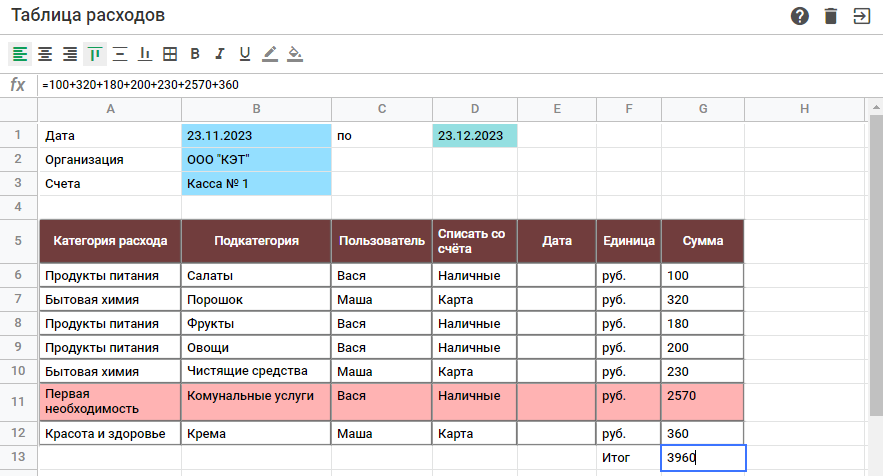 Таблица расходов
B I U
fx =100+320+180+200+230+2570+360
A B C D E F G H
1 Дата 23.11.2023 по 23.12.2023
2 Организация ООО "КЭТ"
3 Счета Касса № 1
4
5 Категория расхода Подкатегория Пользователь Списать со счёта Дата Единица Сумма
6 Продукты питания Салаты Вася Наличные руб. 100
7 Бытовая химия Порошок Маша Карта руб. 320
8 Продукты питания Фрукты Вася Наличные руб. 180
9 Продукты питания Овощи Вася Наличные руб. 200
10 Бытовая химия Чистящие средства Маша Карта руб. 230
11 Первая необходимость Комунальные услуги Вася Наличные руб. 2570
12 Красота и здоровье Крема Маша Карта руб. 360
13 Итог 3960